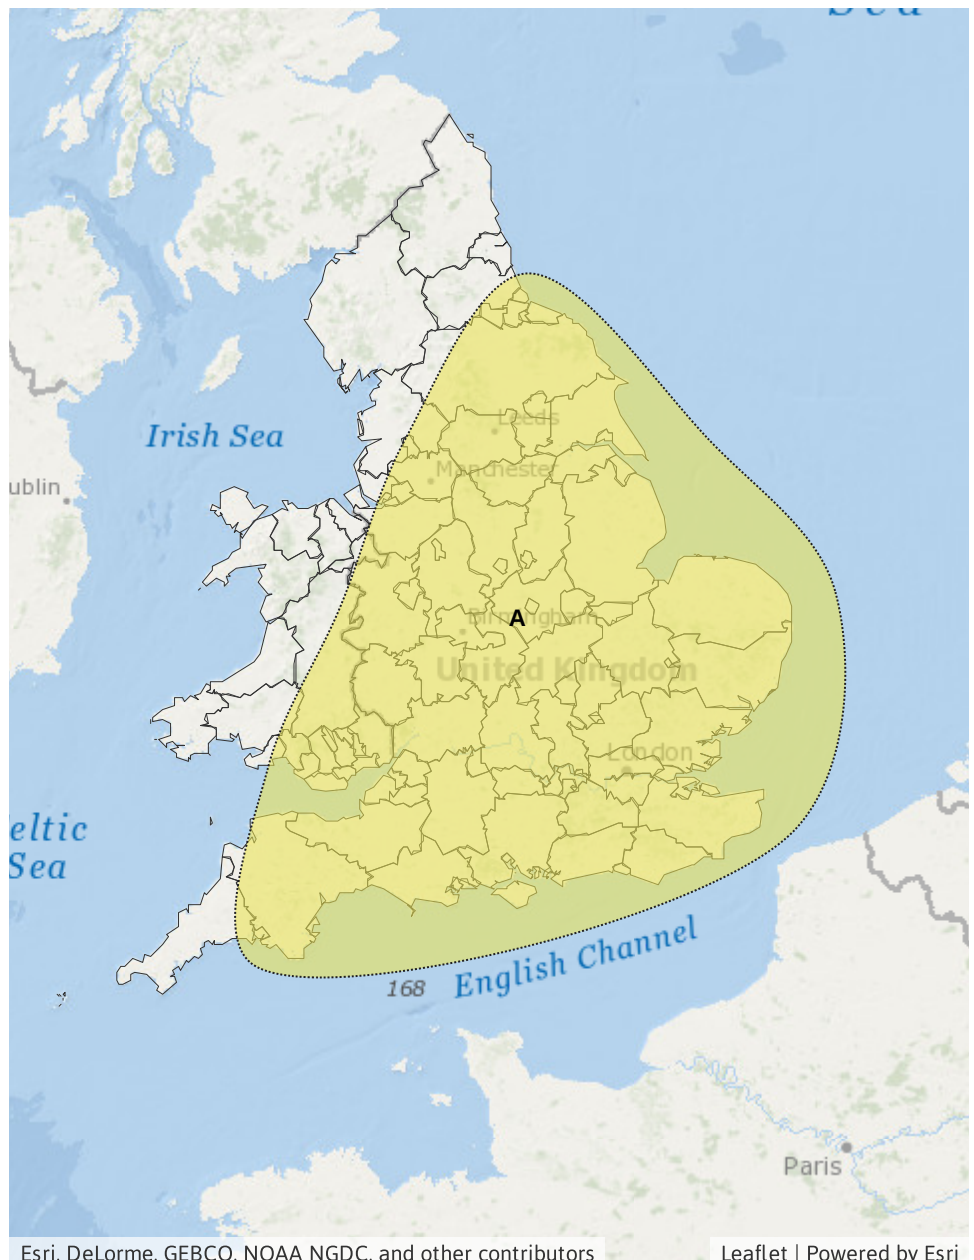 Leeds
Irish Sea
Manchester
ublin
A
Birmingham
United Kingdom
London
eltic
Sea
English Channel
168
Paris
Esri, DeLorme, GEBCO, NOAA NGDC, and other contributors
Leaflet | Powered by Esri